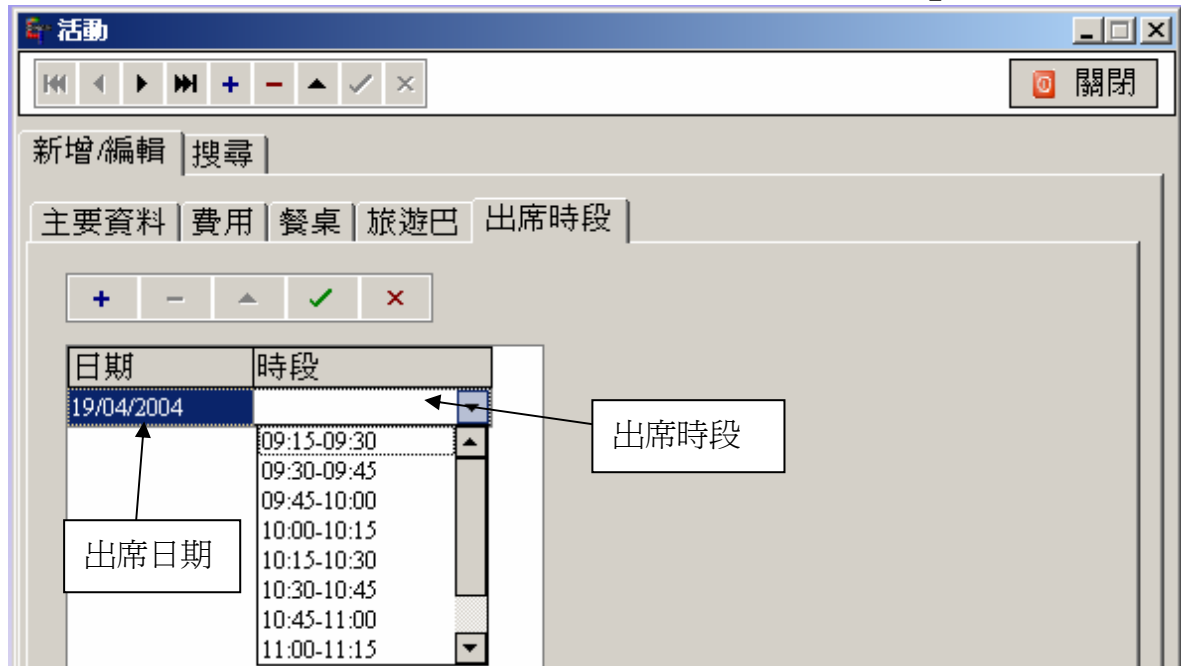 活動
關閉
新增/編輯 搜尋
主要資料 費用 餐桌 旅遊巴 出席時段
日期 時段
19/04/2004
出席時段
09:15-09:30
09:30-09:45
09:45-10:00
10:00-10:15
出席日期
10:15-10:30
10:30-10:45
10:45-11:00
11:00-11:15